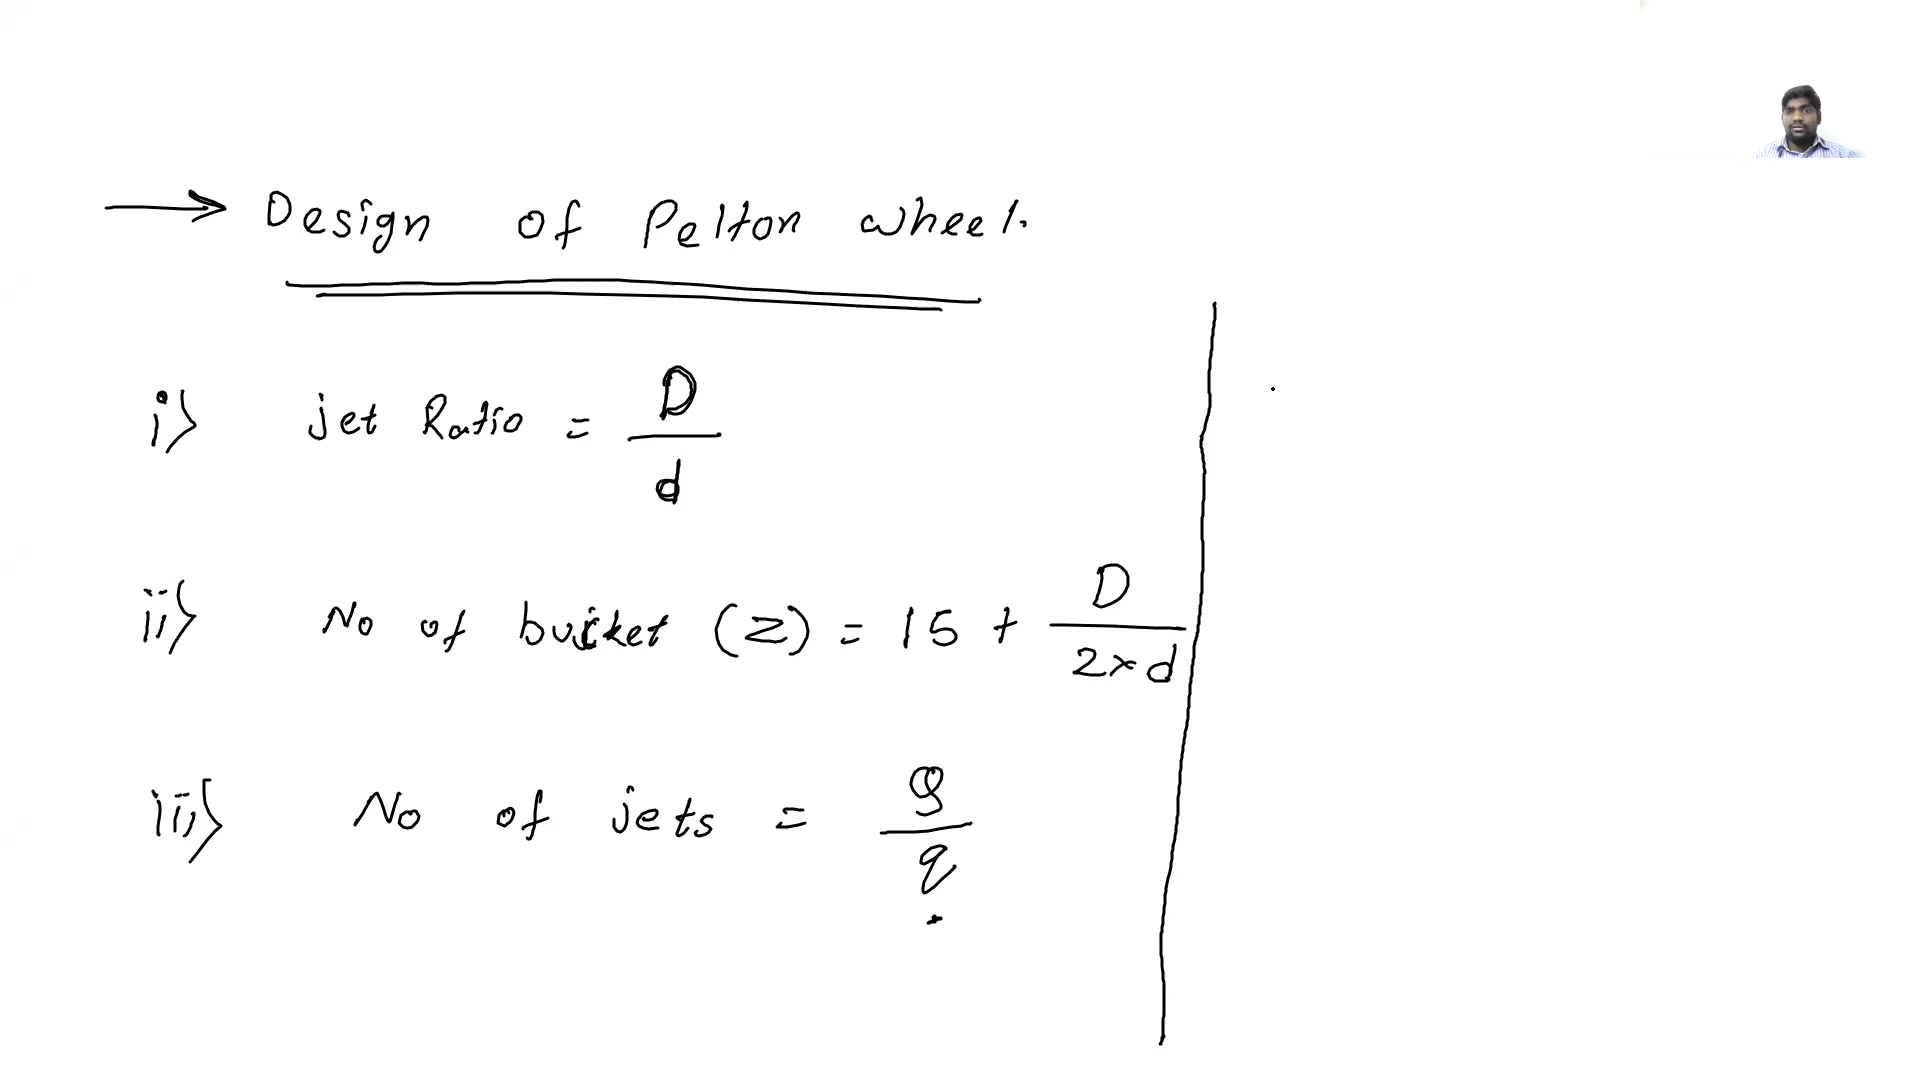 → Design of Pelton wheel.
i) jet Ratio = D/d
ii) No of bucket (Z) = 15 + D/2×d
iii) No of jets = Q/q